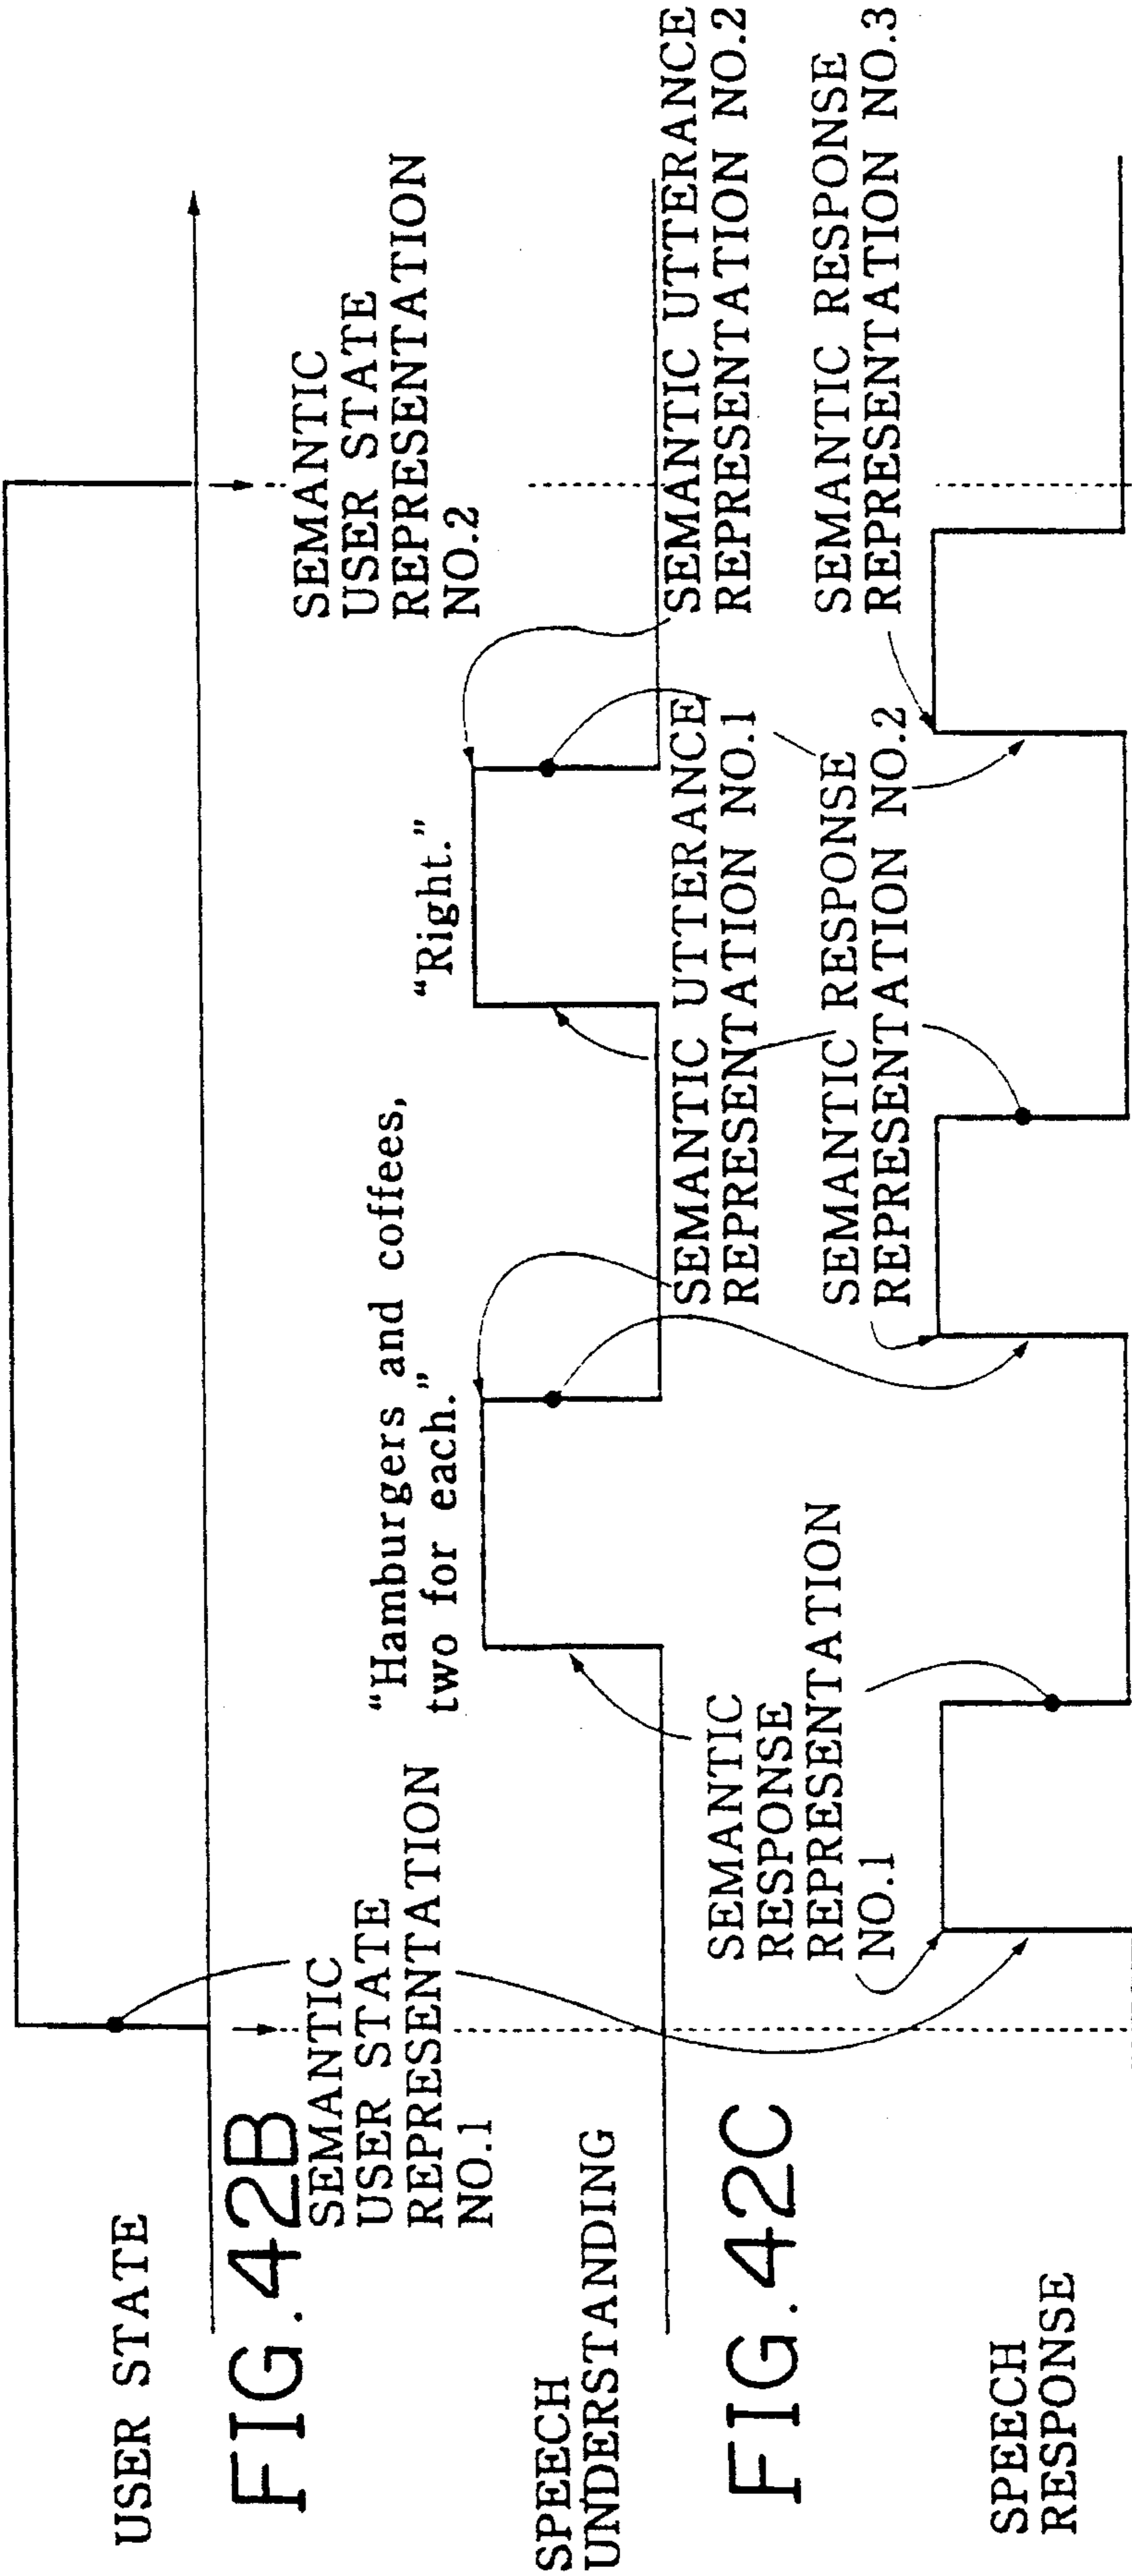 USER STATE
FIG. 42B
SEMANTIC
USER STATE
REPRESENTATION
NO.1
SEMANTIC
USER STATE
REPRESENTATION
NO.2
“Hamburgers and coffees,
two for each.”
“Right.”
SPEECH
UNDERSTANDING
SEMANTIC UTTERANCE
REPRESENTATION NO.1
SEMANTIC UTTERANCE
REPRESENTATION NO.2
FIG. 42C
SEMANTIC
RESPONSE
REPRESENTATION
NO.1
SEMANTIC RESPONSE
REPRESENTATION NO.2
SEMANTIC RESPONSE
REPRESENTATION NO.3
SPEECH
RESPONSE